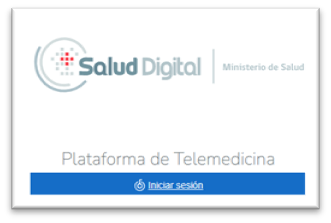 Salud Digital
Ministerio de Salud
Plataforma de Telemedicina
Iniciar sesión